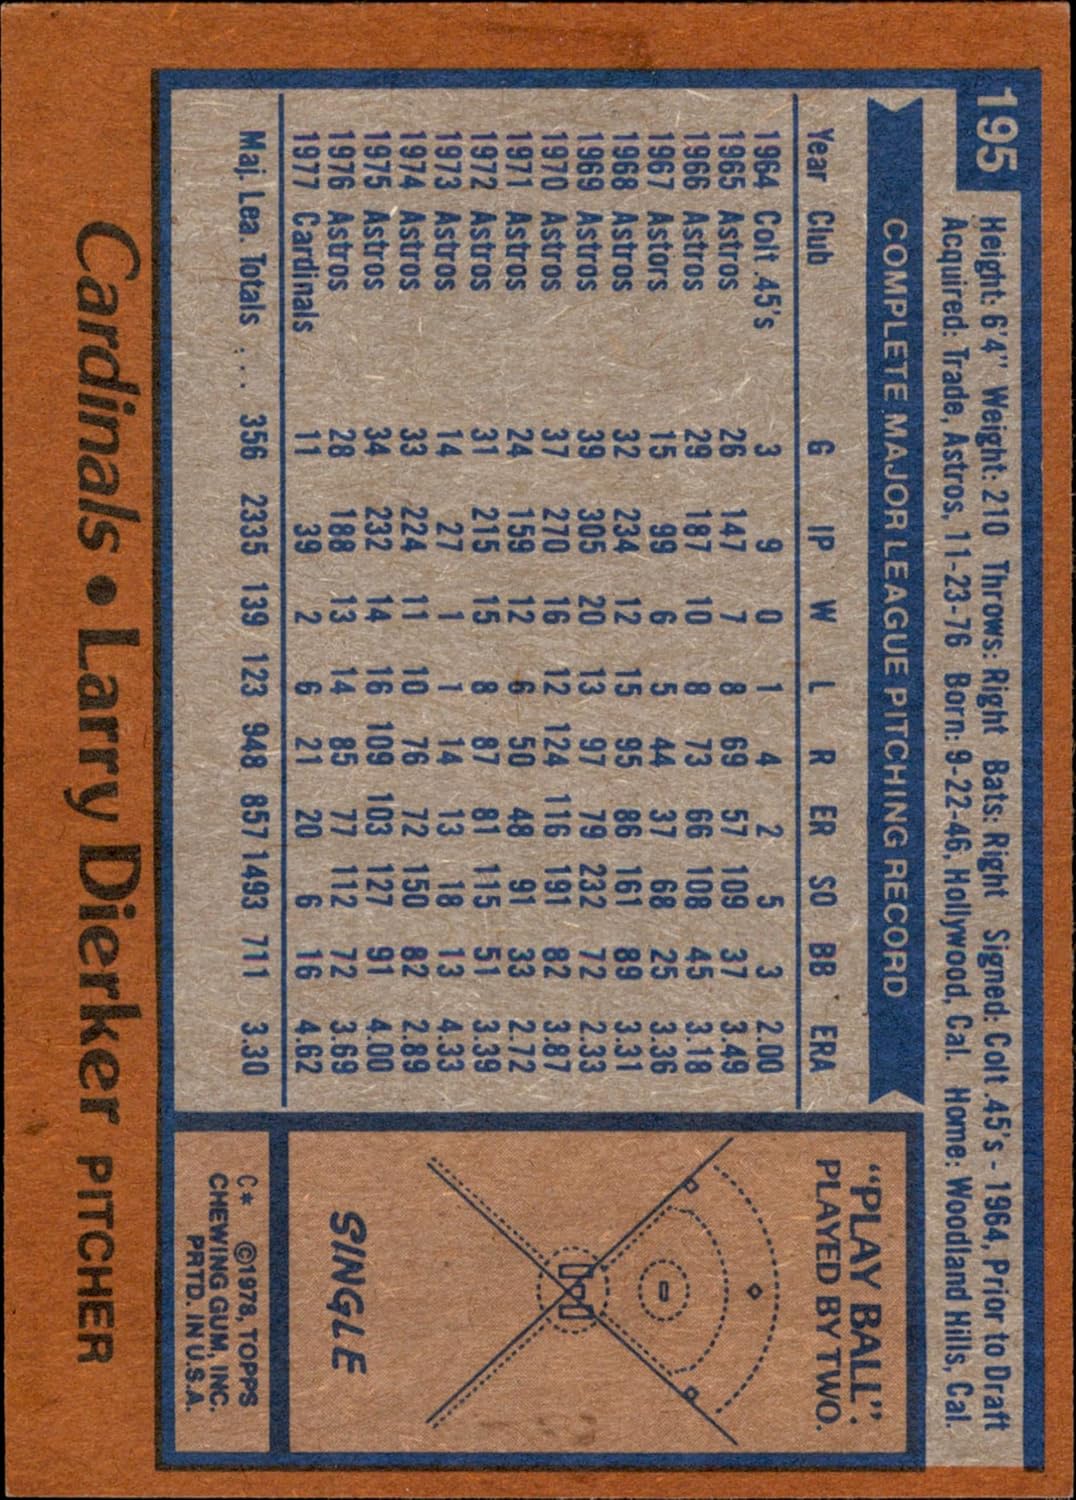 195
Height: 6'4" Weight: 210 Throws: Right Bats: Right Signed: Colt .45's - 1964, Prior to Draft
Acquired: Trade, Astros, 11-23-76 Born: 9-22-46, Hollywood, Cal. Home: Woodland Hills, Cal.
COMPLETE MAJOR LEAGUE PITCHING RECORD
Year Club G IP W L R ER SO BB ERA
1964 Colt .45's 3 9 0 1 4 2 5 3 2.00
1965 Astros 26 147 7 8 69 57 109 37 3.49
1966 Astros 29 187 10 8 73 66 108 45 3.18
1967 Astors 15 99 6 5 44 37 68 25 3.36
1968 Astros 32 234 12 15 95 86 161 89 3.31
1969 Astros 39 305 20 13 97 79 232 72 2.33
1970 Astros 37 270 16 12 124 116 191 82 3.87
1971 Astros 24 159 12 6 50 48 91 33 2.72
1972 Astros 31 215 15 8 87 81 115 51 3.39
1973 Astros 14 27 1 1 14 13 18 13 4.33
1974 Astros 33 224 11 10 76 72 150 82 2.89
1975 Astros 34 232 14 16 109 103 127 91 4.00
1976 Astros 28 188 13 14 85 77 112 72 3.69
1977 Cardinals 11 39 2 6 21 20 6 16 4.62
Maj. Lea. Totals . . . 356 2335 139 123 948 857 1493 711 3.30
"PLAY BALL":
PLAYED BY TWO.
SINGLE
C* ©1978, TOPPS
CHEWING GUM, INC.
PRTD. IN U.S.A.
Cardinals • Larry Dierker PITCHER